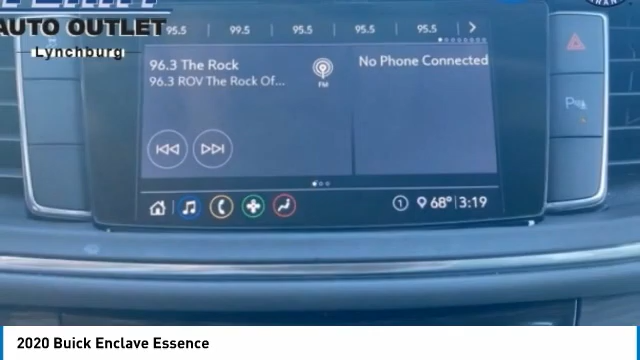 AUTO OUTLET
Lynchburg
95.5 99.5 95.5 95.5 95.5
96.3 The Rock
96.3 ROV The Rock Of...
FM
No Phone Connected
1 68° 3:19
2020 Buick Enclave Essence